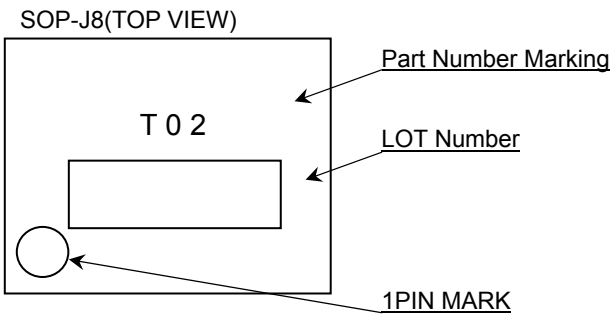 SOP-J8(TOP VIEW)
Part Number Marking
T 0 2
LOT Number
1PIN MARK